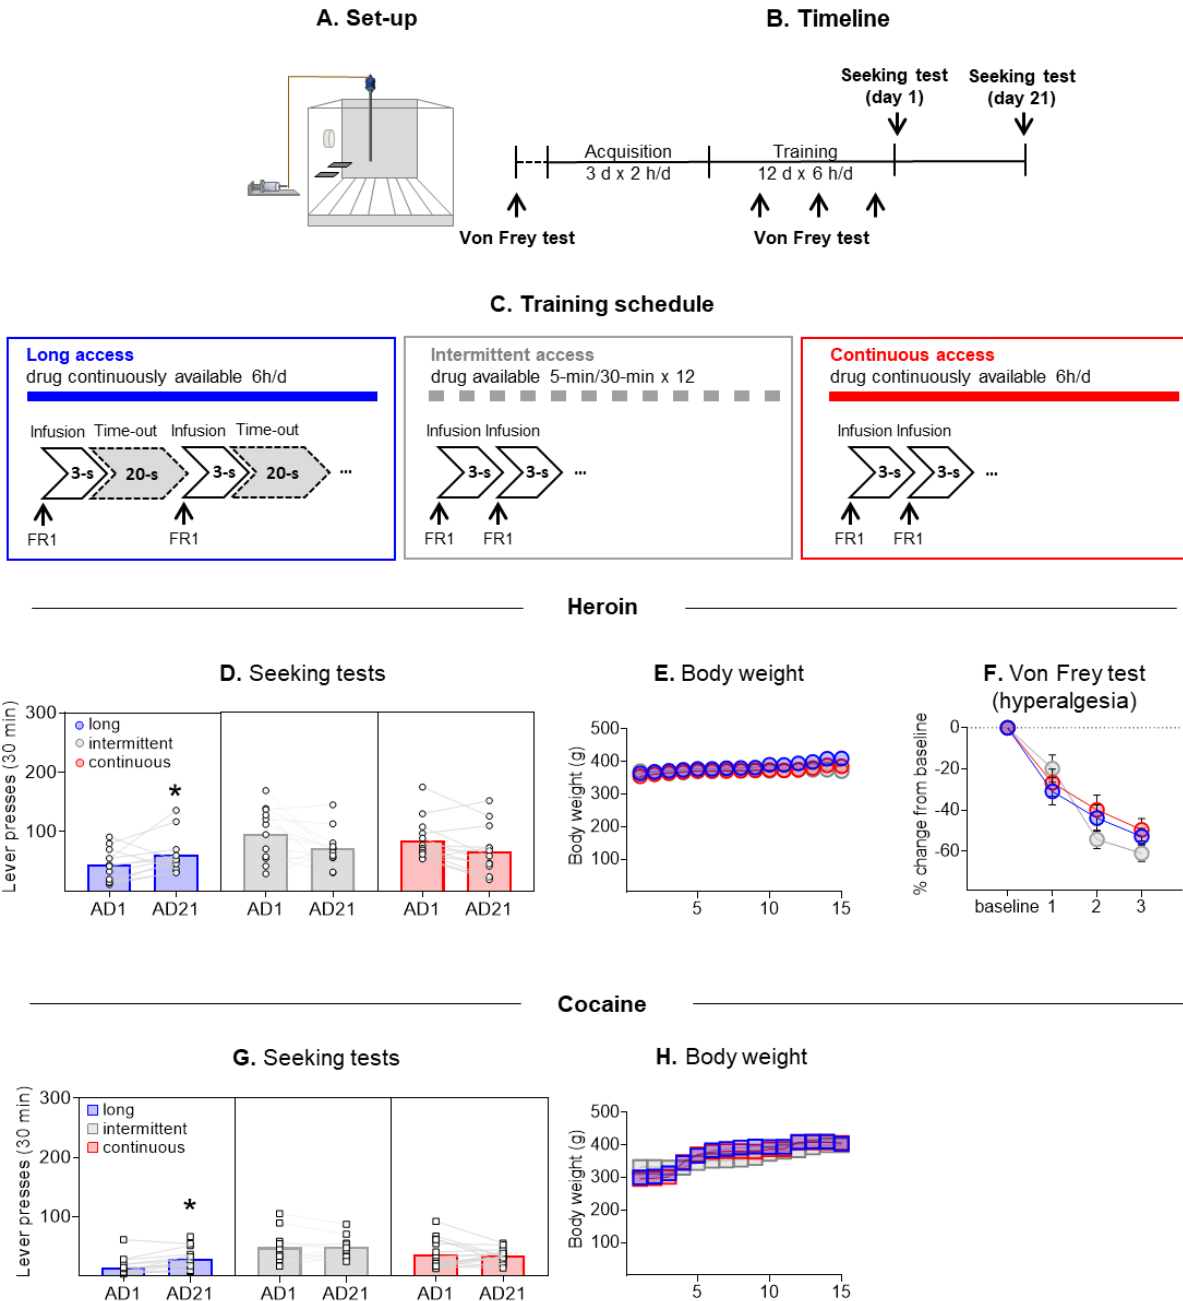 A. Set-up
B. Timeline
Seeking test
(day 1)
Seeking test
(day 21)
Acquisition
3 d x 2 h/d
Training
12 d x 6 h/d
Von Frey test
Von Frey test
C. Training schedule
Long access
drug continuously available 6h/d
Infusion Time-out Infusion Time-out
3-s 20-s 3-s 20-s ...
FR1 FR1
Intermittent access
drug available 5-min/30-min x 12
Infusion Infusion
3-s 3-s ...
FR1 FR1
Continuous access
drug continuously available 6h/d
Infusion Infusion
3-s 3-s ...
FR1 FR1
Heroin
D. Seeking tests
Lever presses (30 min)
300
200
100
long
intermittent
continuous
*
AD1 AD21 AD1 AD21 AD1 AD21
E. Body weight
Body weight (g)
500
400
300
200
100
5 10 15
F. Von Frey test
(hyperalgesia)
% change from baseline
0
-20
-40
-60
baseline 1 2 3
Cocaine
G. Seeking tests
Lever presses (30 min)
300
200
100
long
intermittent
continuous
*
AD1 AD21 AD1 AD21 AD1 AD21
H. Body weight
Body weight (g)
500
400
300
200
100
5 10 15